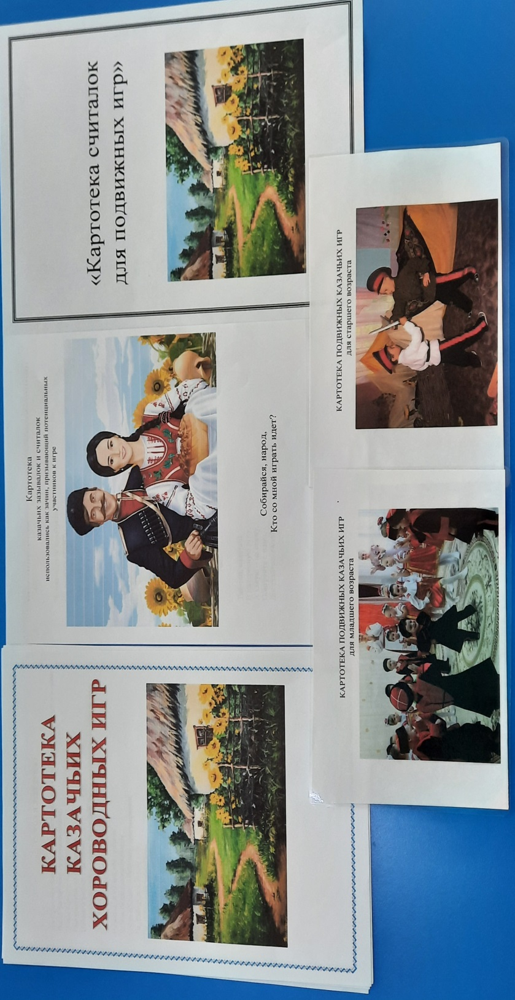 КАРТОТЕКА
КАЗАЧЬИХ
ХОРОВОДНЫХ ИГР
Картотека
казачьих зазывалок и считалок
использовались как зачин, призывающий потенциальных
участников к игре
Собирайся, народ,
Кто со мной играть идет?
«Картотека считалок
для подвижных игр»
КАРТОТЕКА ПОДВИЖНЫХ КАЗАЧЬИХ ИГР
для младшего возраста
КАРТОТЕКА ПОДВИЖНЫХ КАЗАЧЬИХ ИГР
для старшего возраста